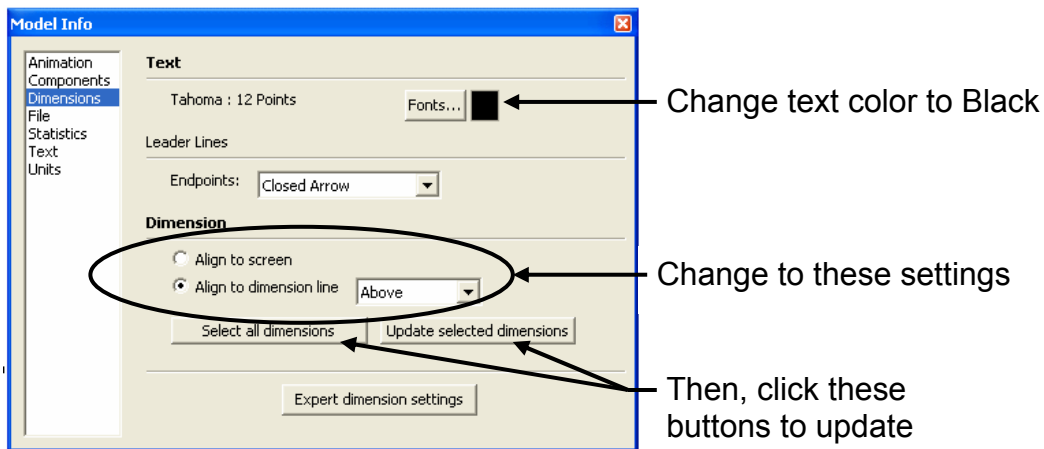 Model Info
Animation
Components
Dimensions
File
Statistics
Text
Units
Text
Tahoma : 12 Points
Fonts...
Change text color to Black
Leader Lines
Endpoints:
Closed Arrow
Dimension
Align to screen
Align to dimension line
Above
Change to these settings
Select all dimensions
Update selected dimensions
Expert dimension settings
Then, click these
buttons to update